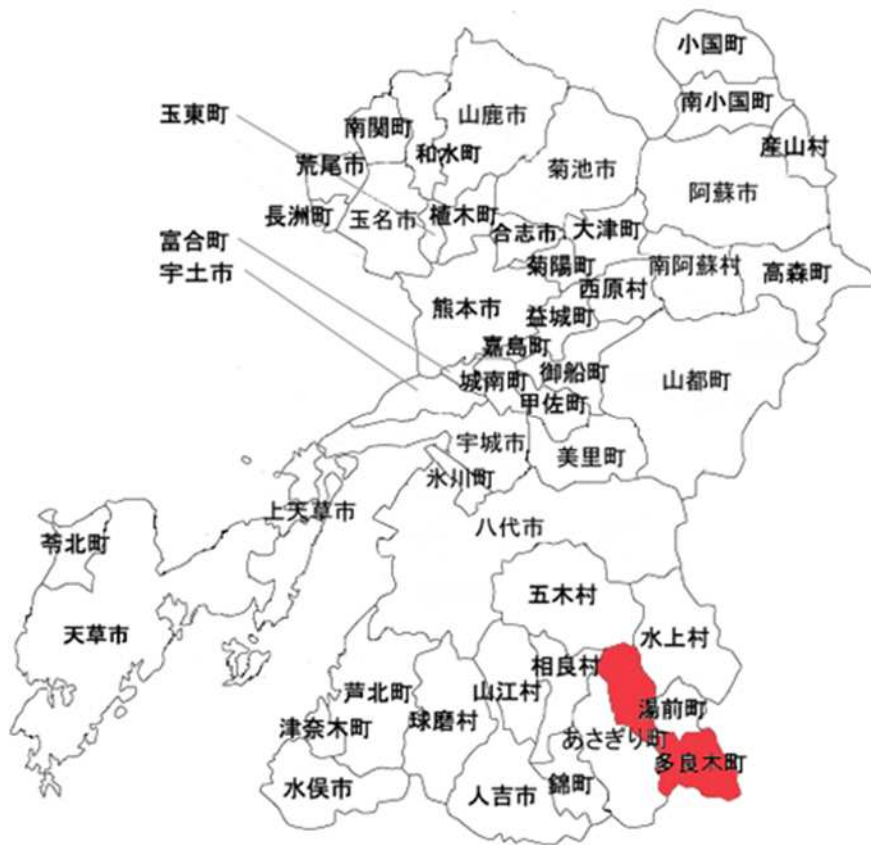 小国町
南小国町
産山村
玉東町
南関町
山鹿市
和水町
荒尾市
菊池市
阿蘇市
長洲町
玉名市
植木町
合志市
大津町
富合町
菊陽町
南阿蘇村
高森町
宇土市
西原村
熊本市
益城町
嘉島町
御船町
山都町
城南町
甲佐町
宇城市
美里町
氷川町
上天草市
八代市
苓北町
五木村
天草市
水上村
相良村
芦北町
山江村
湯前町
津奈木町
球磨村
あさぎり町
多良木町
水俣市
人吉市
錦町